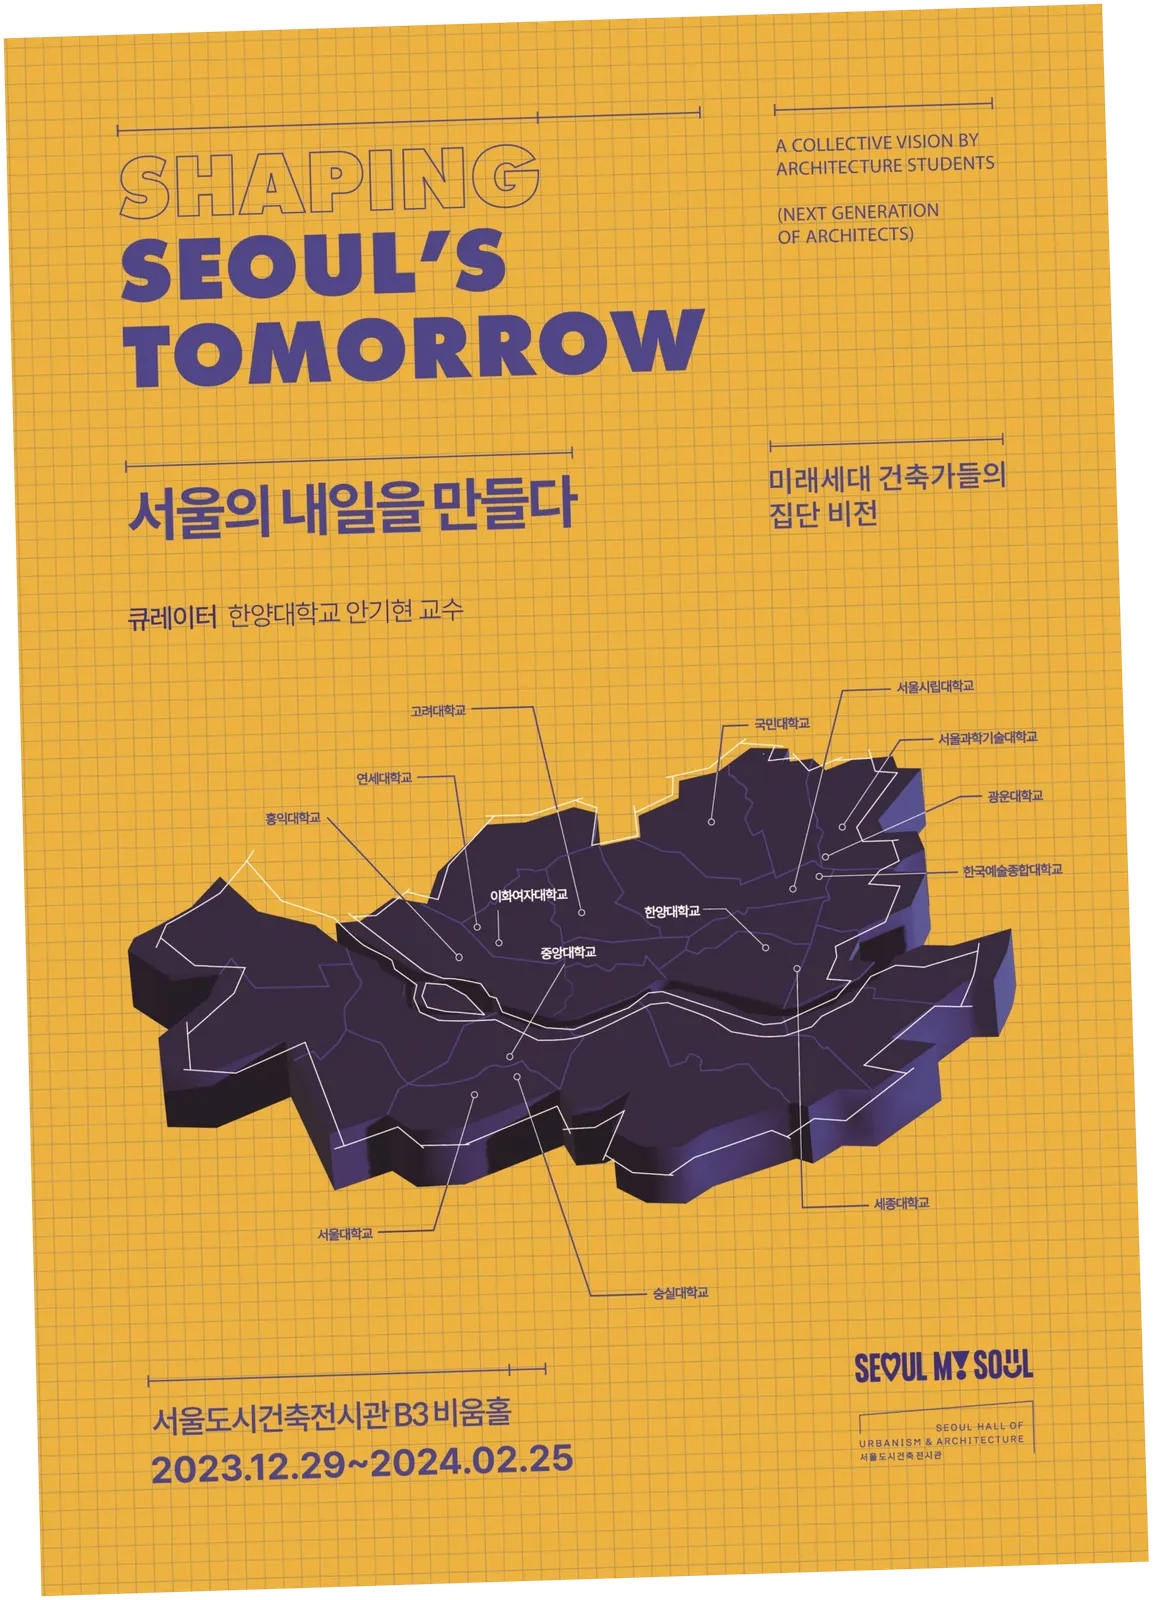 SHAPING
SEOUL'S
TOMORROW
A COLLECTIVE VISION BY
ARCHITECTURE STUDENTS
(NEXT GENERATION
OF ARCHITECTS)
서울의 내일을 만들다
미래세대 건축가들의
집단 비전
큐레이터 한양대학교 안기현 교수
서울시립대학교
고려대학교
국민대학교
서울과학기술대학교
연세대학교
광운대학교
홍익대학교
한국예술종합대학교
이화여자대학교
한양대학교
중앙대학교
세종대학교
서울대학교
숭실대학교
SEOUL MY SOUL
서울도시건축전시관 B3 비움홀
2023.12.29~2024.02.25
SEOUL HALL OF
URBANISM & ARCHITECTURE
서울도시건축전시관